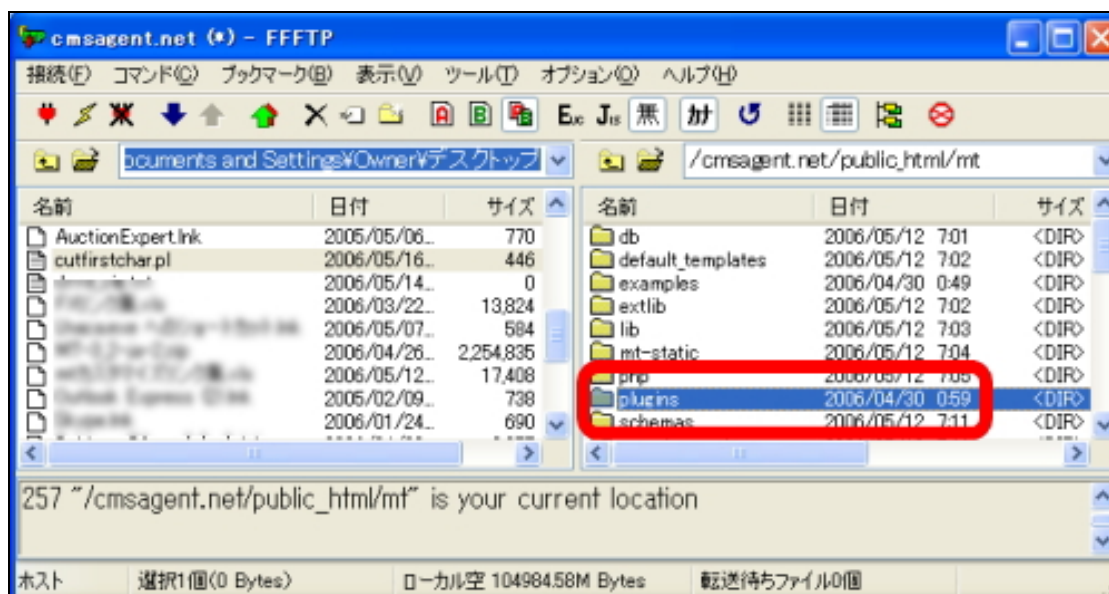 cmsagent.net (*) - FFFTP
接続(F) コマンド(C) ブックマーク(B) 表示(V) ツール(T) オプション(O) ヘルプ(H)
A B Euc Jis 無 カナ
ocuments and Settings¥Owner¥デスクトップ /cmsagent.net/public_html/mt
名前 日付 サイズ 名前 日付 サイズ
AuctionExpert.lnk 2005/05/06... 770 db 2006/05/12 7:01 <DIR>
cutfirstchar.pl 2006/05/16... 446 default_templates 2006/05/12 7:02 <DIR>
2006/05/14... 0 examples 2006/04/30 0:49 <DIR>
2006/03/22... 13,824 extlib 2006/05/12 7:02 <DIR>
2006/05/07... 584 lib 2006/05/12 7:03 <DIR>
2006/04/26... 2,254,835 mt-static 2006/05/12 7:04 <DIR>
2006/05/12... 17,408 php 2006/05/12 7:05 <DIR>
2005/02/09... 738 plugins 2006/04/30 0:59 <DIR>
2006/01/24... 690 schemas 2006/05/12 7:11 <DIR>
257 "/cmsagent.net/public_html/mt" is your current location
ホスト 選択1個(0 Bytes) ローカル空 104984.58M Bytes 転送待ちファイル0個